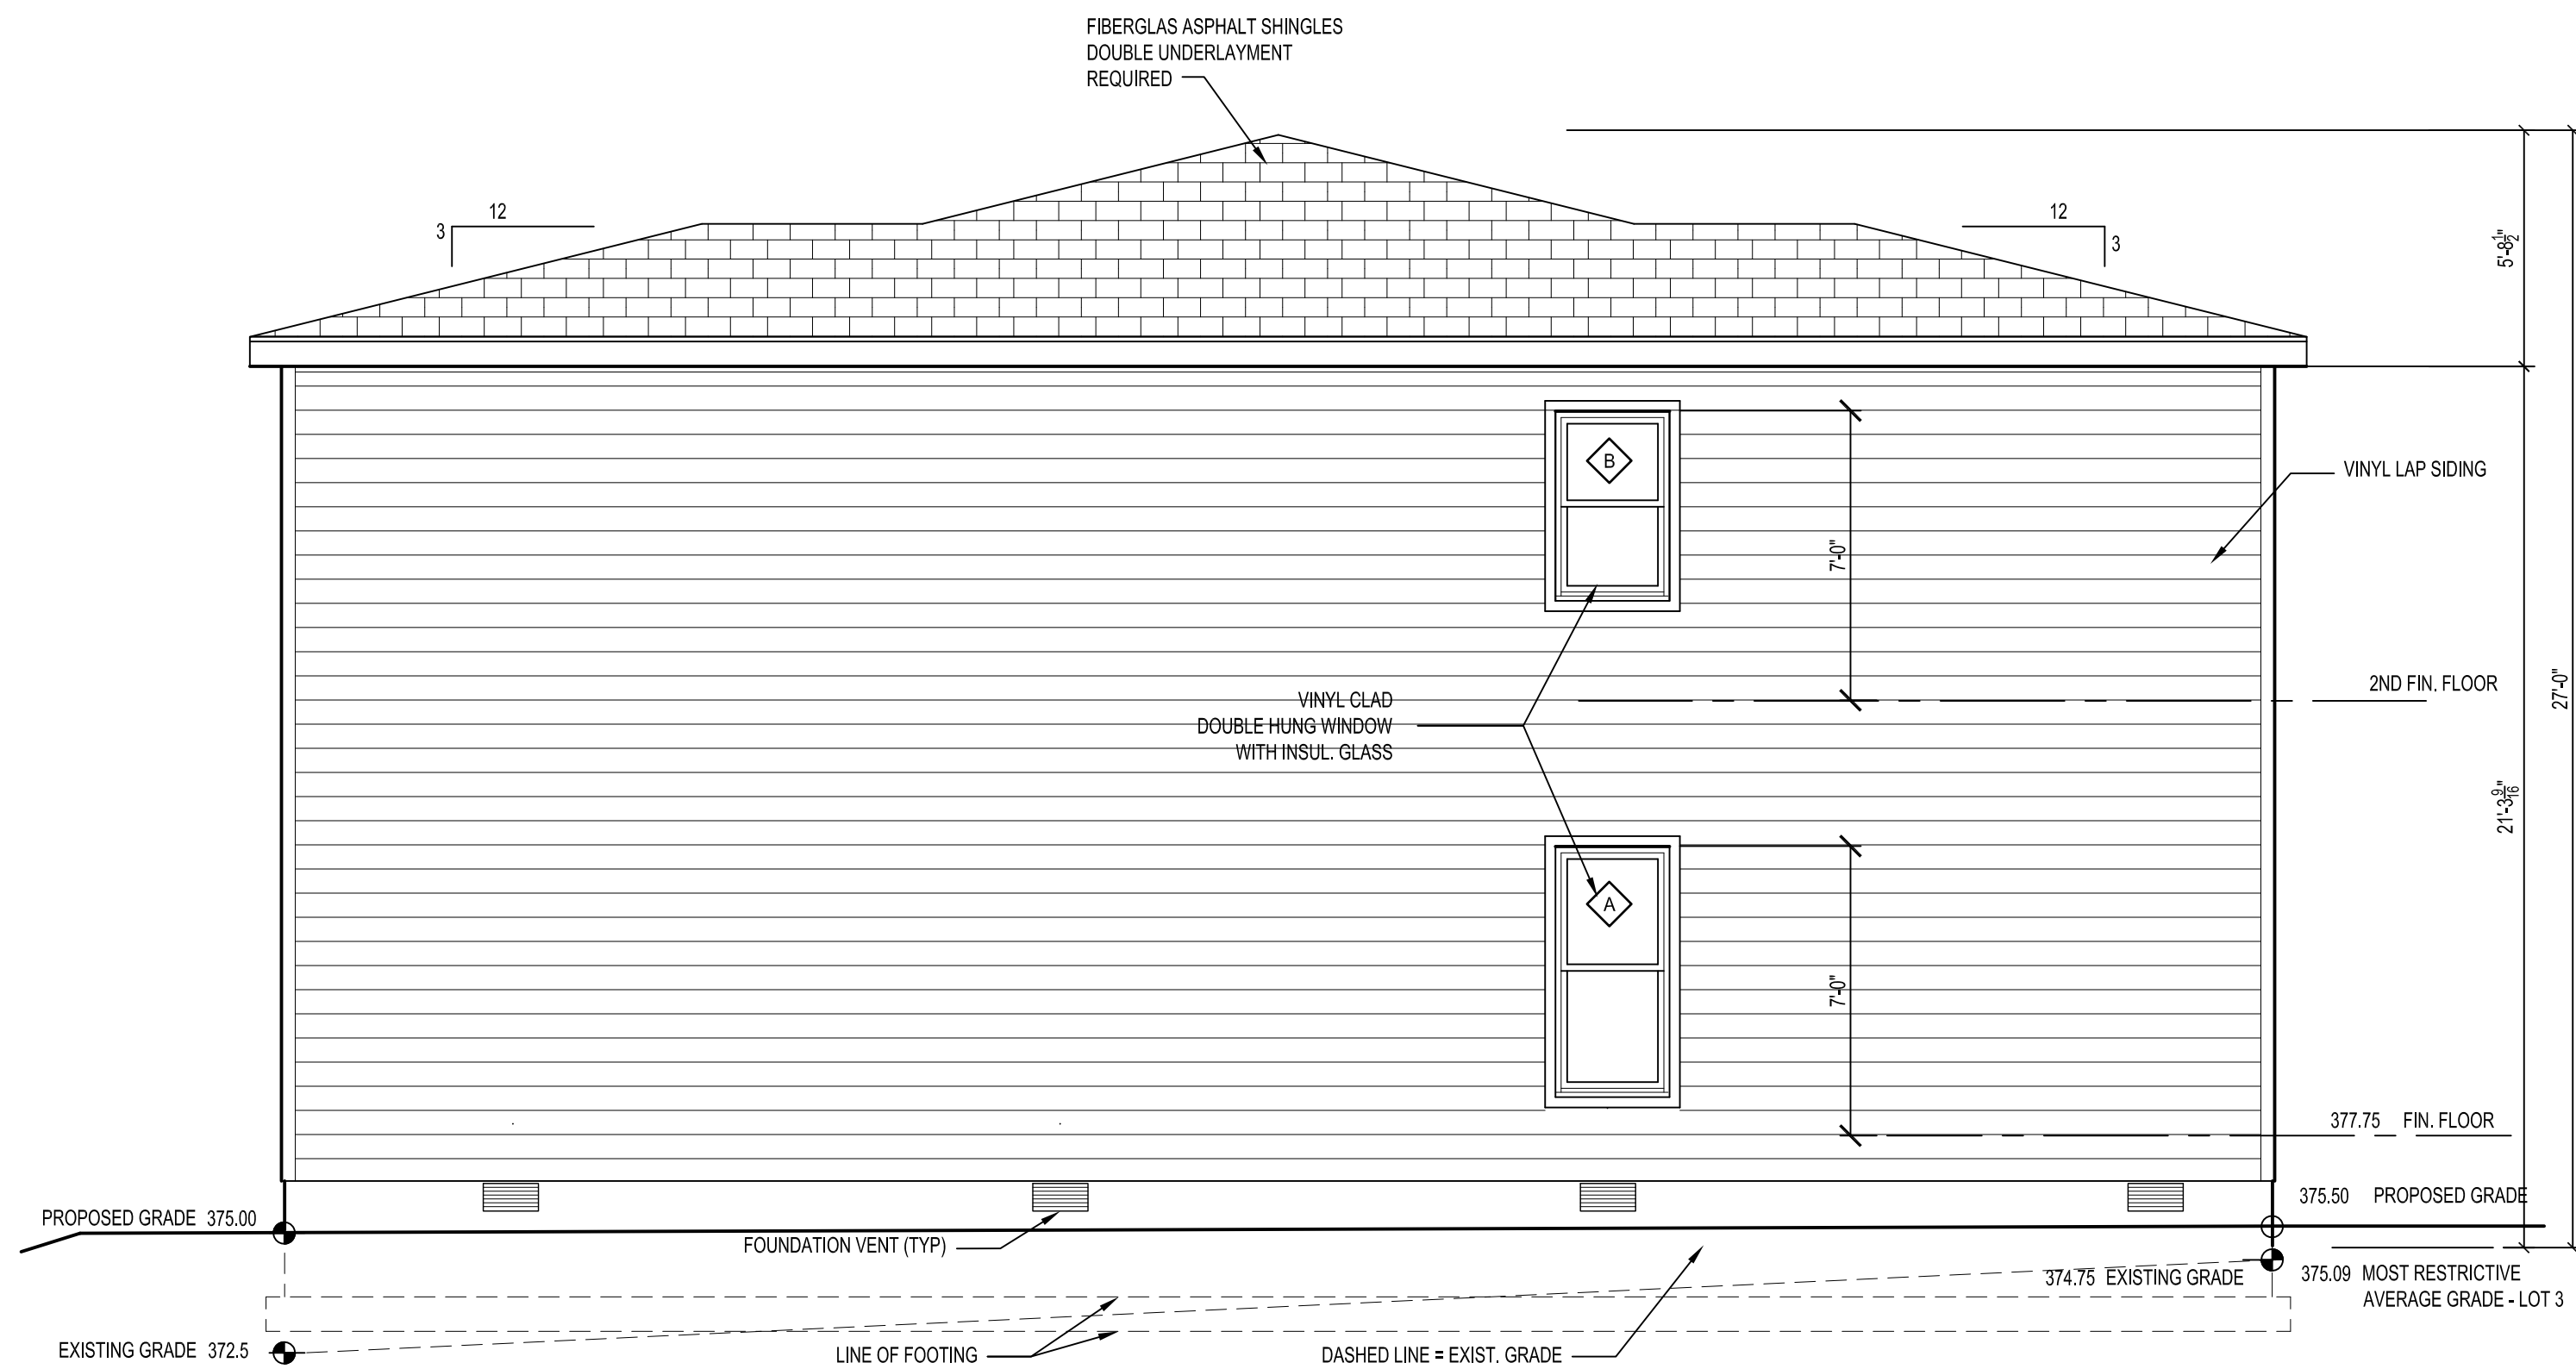 FIBERGLAS ASPHALT SHINGLES
DOUBLE UNDERLAYMENT
REQUIRED
12
3
12
3
5'-8 1/2"
B
VINYL LAP SIDING
7'-0"
2ND FIN. FLOOR
27'-0"
VINYL CLAD
DOUBLE HUNG WINDOW
WITH INSUL. GLASS
21'-3 9/16"
A
7'-0"
377.75 FIN. FLOOR
375.50 PROPOSED GRADE
PROPOSED GRADE 375.00
FOUNDATION VENT (TYP)
374.75 EXISTING GRADE
375.09 MOST RESTRICTIVE
AVERAGE GRADE - LOT 3
EXISTING GRADE 372.5
LINE OF FOOTING
DASHED LINE = EXIST. GRADE